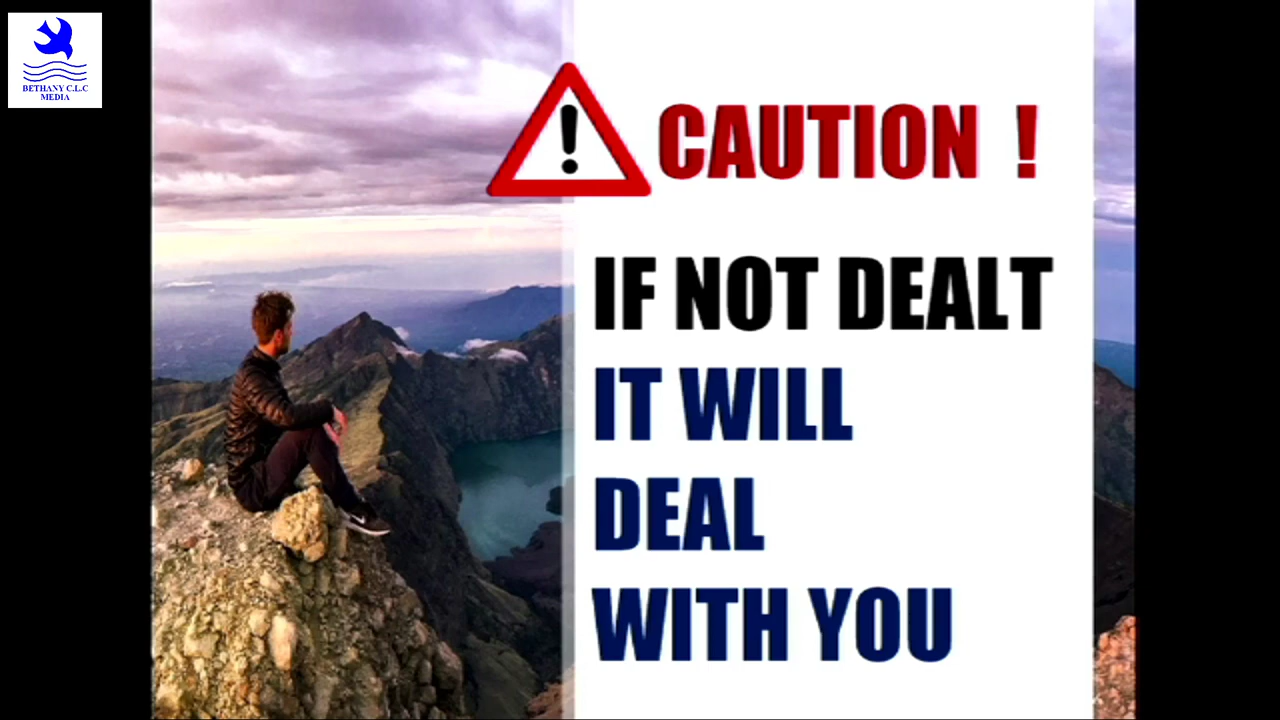 BETHANY C.L.C
MEDIA
CAUTION !
IF NOT DEALT
IT WILL
DEAL
WITH YOU